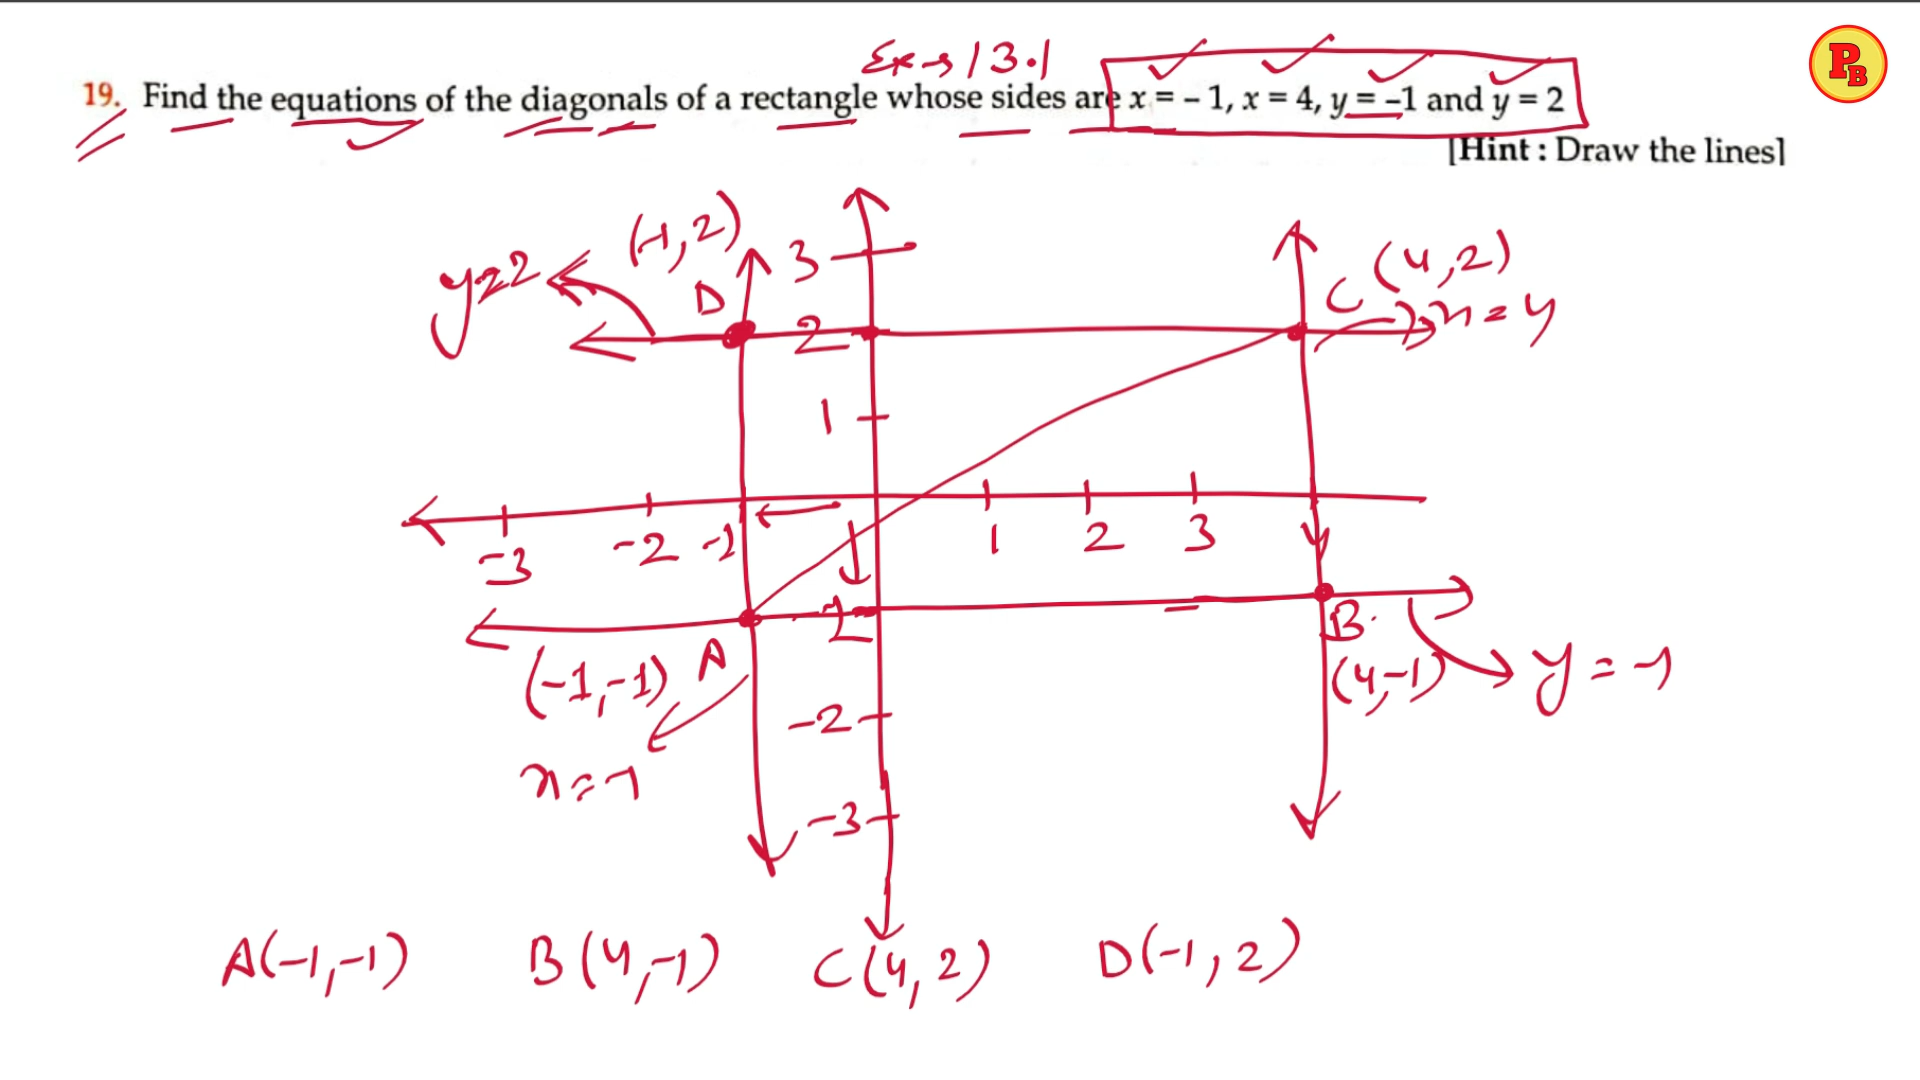 Ex → 13.1
19. Find the equations of the diagonals of a rectangle whose sides are x = – 1, x = 4, y = –1 and y = 2
[Hint : Draw the lines]
PB
(-1,2)
y=2
D
3
C (4,2)
x=4
2
1
-3 -2 -1 1 2 3
-1
B
(-1,-1) A
(4,-1)
y=-1
-2
x=-1
-3
A(-1,-1) B(4,-1) C(4,2) D(-1,2)